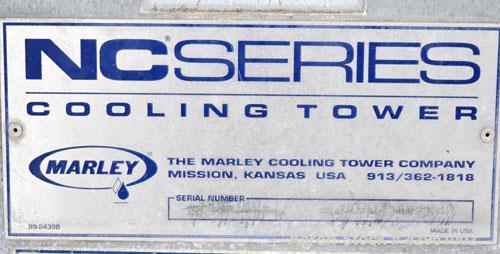 NC®SERIES
COOLING TOWER
MARLEY
THE MARLEY COOLING TOWER COMPANY
MISSION, KANSAS USA 913/362-1818
SERIAL NUMBER
89-2439B
MADE IN USA